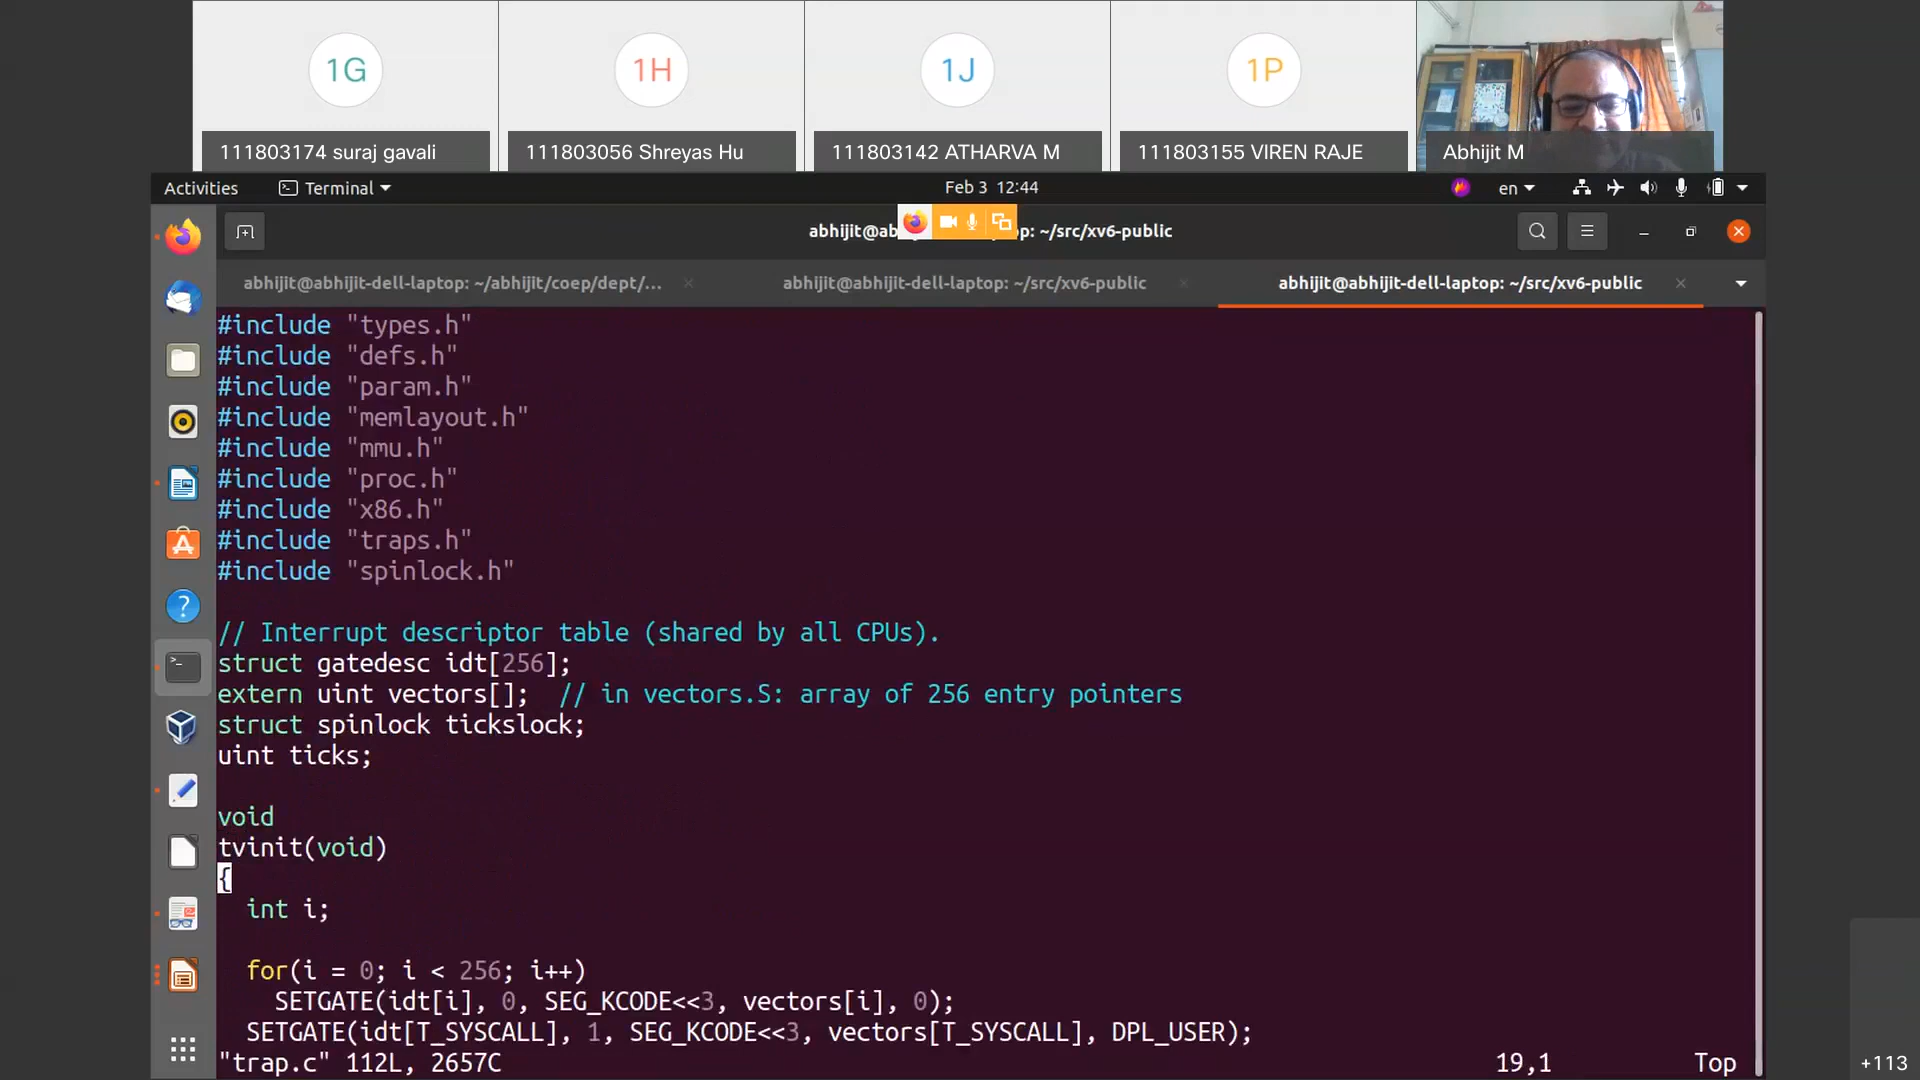 1G
1H
1J
1P
111803174 suraj gavali
111803056 Shreyas Hu
111803142 ATHARVA M
111803155 VIREN RAJE
Abhijit M
Activities
Terminal
Feb 3 12:44
en
abhijit@ab
op: ~/src/xv6-public
abhijit@abhijit-dell-laptop: ~/abhijit/coep/dept/...
abhijit@abhijit-dell-laptop: ~/src/xv6-public
abhijit@abhijit-dell-laptop: ~/src/xv6-public
#include "types.h"
#include "defs.h"
#include "param.h"
#include "memlayout.h"
#include "mmu.h"
#include "proc.h"
#include "x86.h"
#include "traps.h"
#include "spinlock.h"
// Interrupt descriptor table (shared by all CPUs).
struct gatedesc idt[256];
extern uint vectors[];  // in vectors.S: array of 256 entry pointers
struct spinlock tickslock;
uint ticks;
void
tvinit(void)
{
  int i;
  for(i = 0; i < 256; i++)
    SETGATE(idt[i], 0, SEG_KCODE<<3, vectors[i], 0);
  SETGATE(idt[T_SYSCALL], 1, SEG_KCODE<<3, vectors[T_SYSCALL], DPL_USER);
"trap.c" 112L, 2657C
19,1
Top
+113